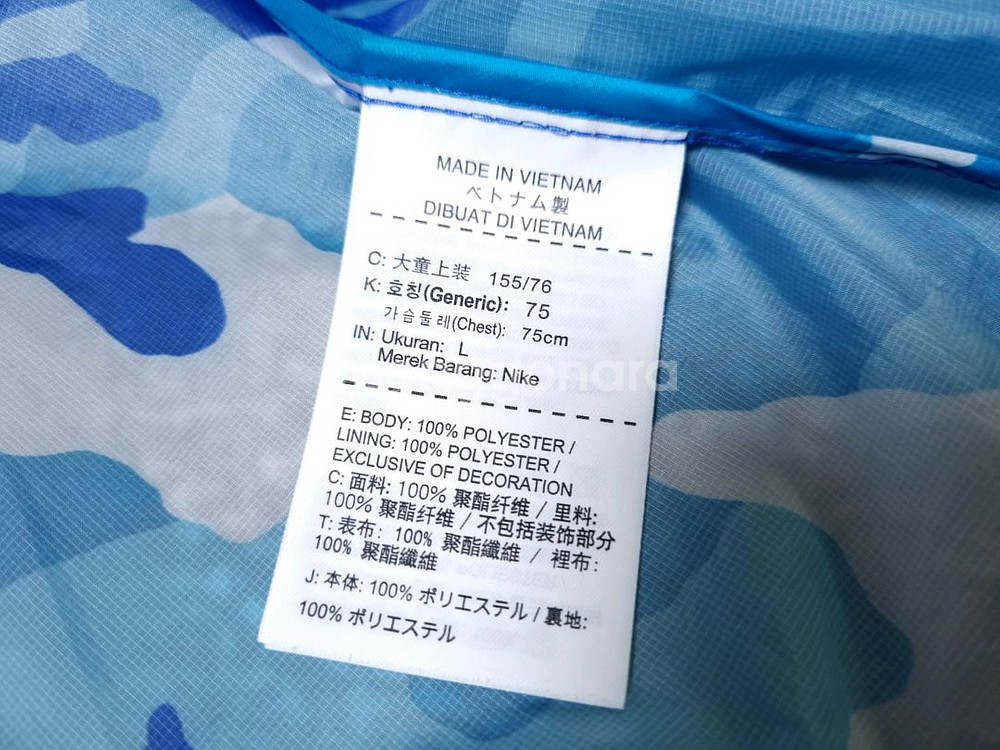 MADE IN VIETNAM
ベトナム製
DIBUAT DI VIETNAM
C: 大童上装 155/76
K: 호칭(Generic): 75
가슴둘레(Chest): 75cm
IN: Ukuran: L
Merek Barang: Nike
E: BODY: 100% POLYESTER /
LINING: 100% POLYESTER /
EXCLUSIVE OF DECORATION
C: 面料: 100% 聚酯纤维 / 里料:
100% 聚酯纤维 / 不包括装饰部分
T: 表布: 100% 聚酯纖維 / 裡布:
100% 聚酯纖維
J: 本体: 100% ポリエステル / 裏地:
100% ポリエステル